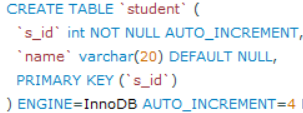 CREATE TABLE `student` (
`s_id` int NOT NULL AUTO_INCREMENT,
`name` varchar(20) DEFAULT NULL,
PRIMARY KEY (`s_id`)
) ENGINE=InnoDB AUTO_INCREMENT=4